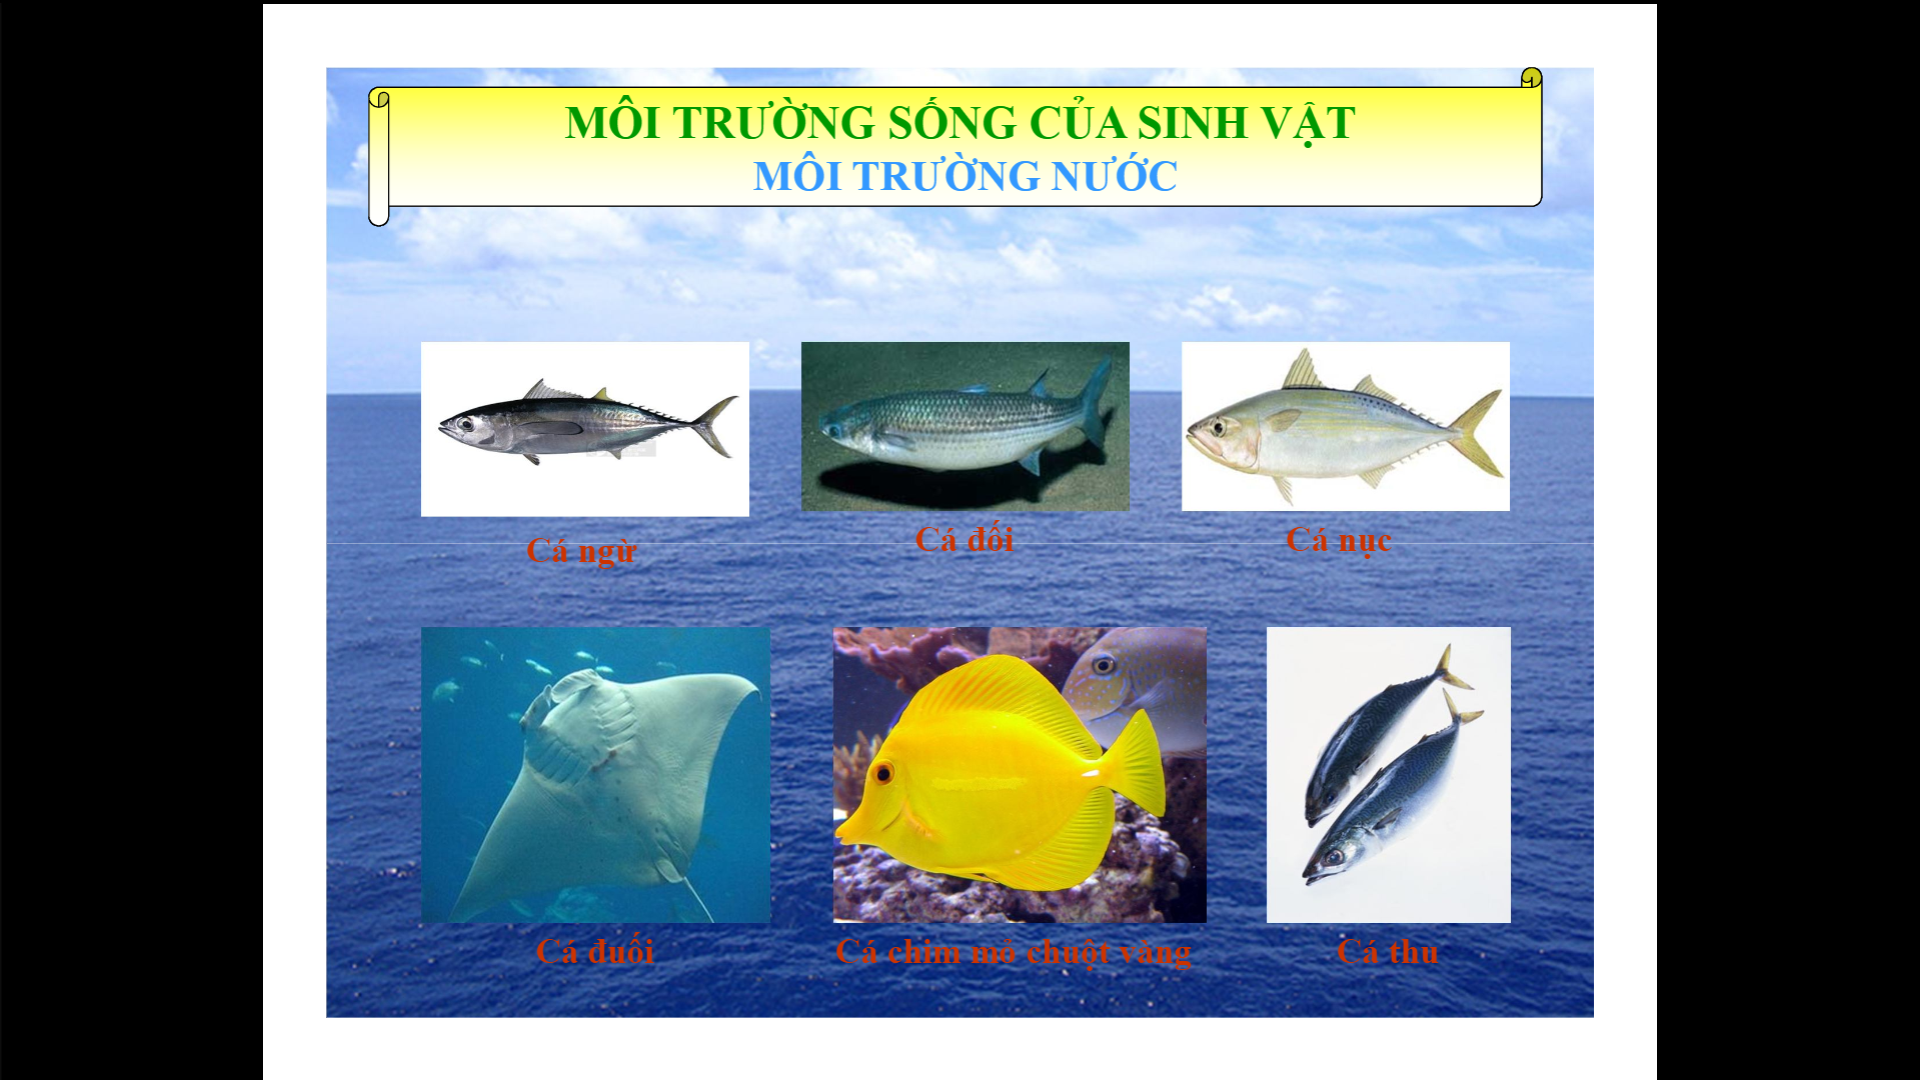 MÔI TRƯỜNG SỐNG CỦA SINH VẬT
MÔI TRƯỜNG NƯỚC
Cá ngừ
Cá đối
Cá nục
Cá đuối
Cá chim mỏ chuột vàng
Cá thu